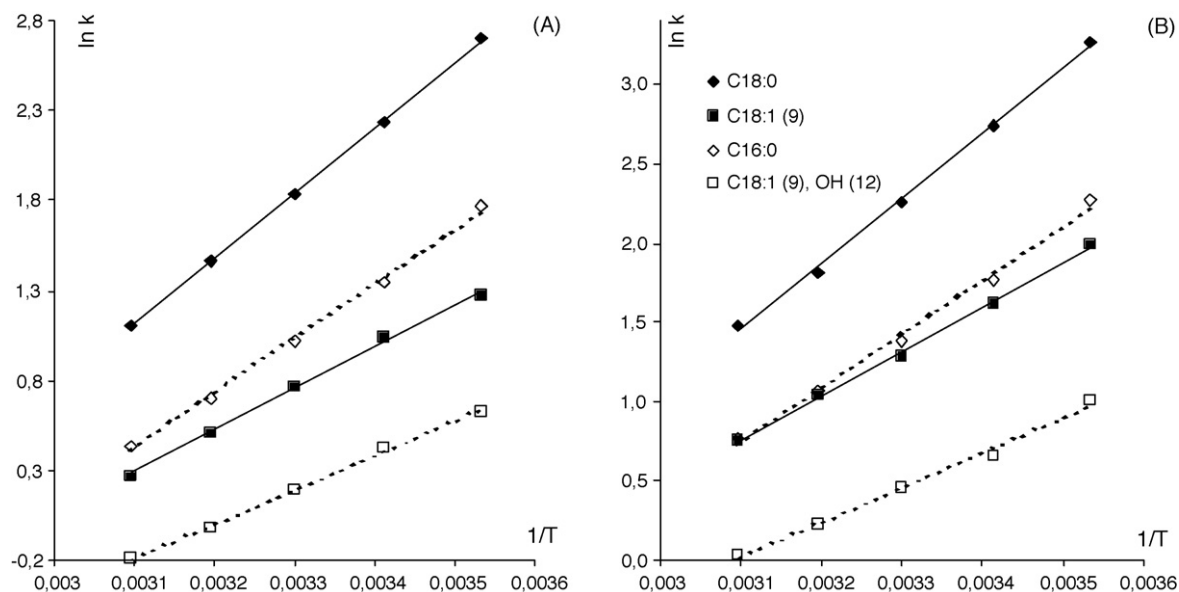 2,8
ln k
(A)
2,3
1,8
1,3
0,8
0,3
-0,2
1/T
0,003 0,0031 0,0032 0,0033 0,0034 0,0035 0,0036
ln k
(B)
3,0
C18:0
C18:1 (9)
2,5
C16:0
C18:1 (9), OH (12)
2,0
1,5
1,0
0,5
0,0
1/T
0,003 0,0031 0,0032 0,0033 0,0034 0,0035 0,0036